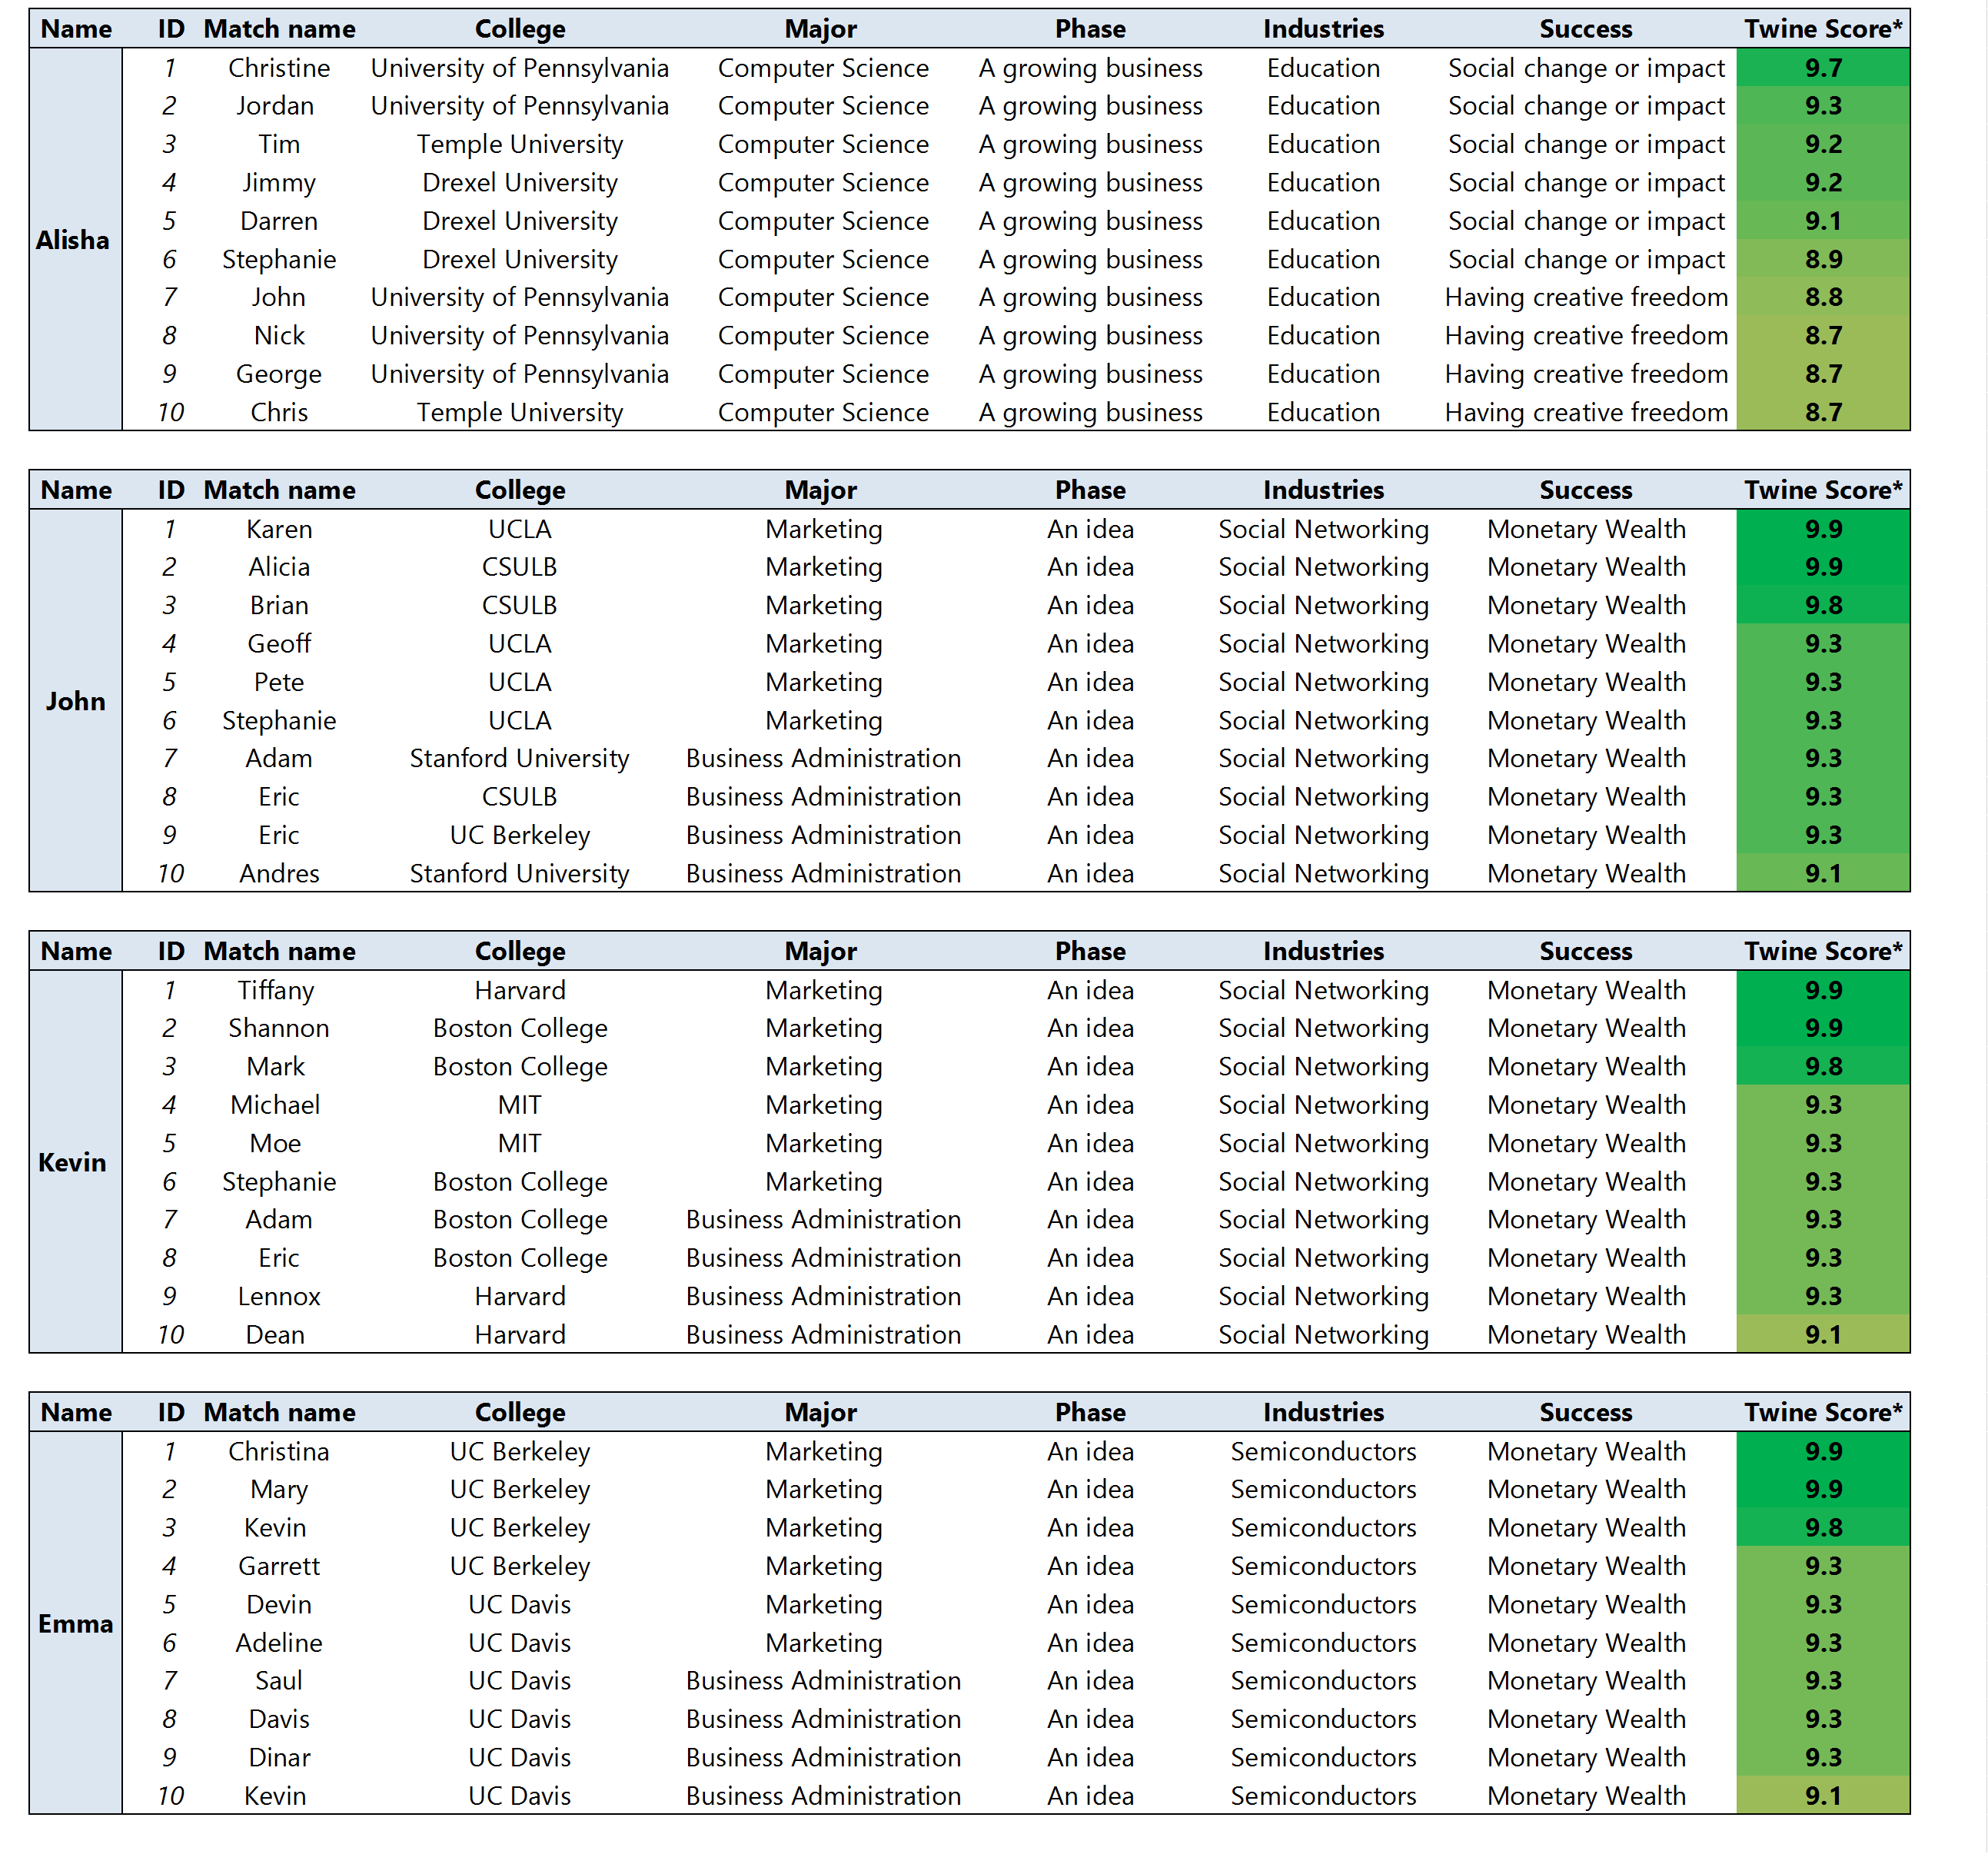 Name ID Match name College Major Phase Industries Success Twine Score*
1 Christine University of Pennsylvania Computer Science A growing business Education Social change or impact 9.7
2 Jordan University of Pennsylvania Computer Science A growing business Education Social change or impact 9.3
3 Tim Temple University Computer Science A growing business Education Social change or impact 9.2
4 Jimmy Drexel University Computer Science A growing business Education Social change or impact 9.2
5 Darren Drexel University Computer Science A growing business Education Social change or impact 9.1
Alisha
6 Stephanie Drexel University Computer Science A growing business Education Social change or impact 8.9
7 John University of Pennsylvania Computer Science A growing business Education Having creative freedom 8.8
8 Nick University of Pennsylvania Computer Science A growing business Education Having creative freedom 8.7
9 George University of Pennsylvania Computer Science A growing business Education Having creative freedom 8.7
10 Chris Temple University Computer Science A growing business Education Having creative freedom 8.7
Name ID Match name College Major Phase Industries Success Twine Score*
1 Karen UCLA Marketing An idea Social Networking Monetary Wealth 9.9
2 Alicia CSULB Marketing An idea Social Networking Monetary Wealth 9.9
3 Brian CSULB Marketing An idea Social Networking Monetary Wealth 9.8
4 Geoff UCLA Marketing An idea Social Networking Monetary Wealth 9.3
5 Pete UCLA Marketing An idea Social Networking Monetary Wealth 9.3
John
6 Stephanie UCLA Marketing An idea Social Networking Monetary Wealth 9.3
7 Adam Stanford University Business Administration An idea Social Networking Monetary Wealth 9.3
8 Eric CSULB Business Administration An idea Social Networking Monetary Wealth 9.3
9 Eric UC Berkeley Business Administration An idea Social Networking Monetary Wealth 9.3
10 Andres Stanford University Business Administration An idea Social Networking Monetary Wealth 9.1
Name ID Match name College Major Phase Industries Success Twine Score*
1 Tiffany Harvard Marketing An idea Social Networking Monetary Wealth 9.9
2 Shannon Boston College Marketing An idea Social Networking Monetary Wealth 9.9
3 Mark Boston College Marketing An idea Social Networking Monetary Wealth 9.8
4 Michael MIT Marketing An idea Social Networking Monetary Wealth 9.3
5 Moe MIT Marketing An idea Social Networking Monetary Wealth 9.3
Kevin
6 Stephanie Boston College Marketing An idea Social Networking Monetary Wealth 9.3
7 Adam Boston College Business Administration An idea Social Networking Monetary Wealth 9.3
8 Eric Boston College Business Administration An idea Social Networking Monetary Wealth 9.3
9 Lennox Harvard Business Administration An idea Social Networking Monetary Wealth 9.3
10 Dean Harvard Business Administration An idea Social Networking Monetary Wealth 9.1
Name ID Match name College Major Phase Industries Success Twine Score*
1 Christina UC Berkeley Marketing An idea Semiconductors Monetary Wealth 9.9
2 Mary UC Berkeley Marketing An idea Semiconductors Monetary Wealth 9.9
3 Kevin UC Berkeley Marketing An idea Semiconductors Monetary Wealth 9.8
4 Garrett UC Berkeley Marketing An idea Semiconductors Monetary Wealth 9.3
5 Devin UC Davis Marketing An idea Semiconductors Monetary Wealth 9.3
Emma
6 Adeline UC Davis Marketing An idea Semiconductors Monetary Wealth 9.3
7 Saul UC Davis Business Administration An idea Semiconductors Monetary Wealth 9.3
8 Davis UC Davis Business Administration An idea Semiconductors Monetary Wealth 9.3
9 Dinar UC Davis Business Administration An idea Semiconductors Monetary Wealth 9.3
10 Kevin UC Davis Business Administration An idea Semiconductors Monetary Wealth 9.1